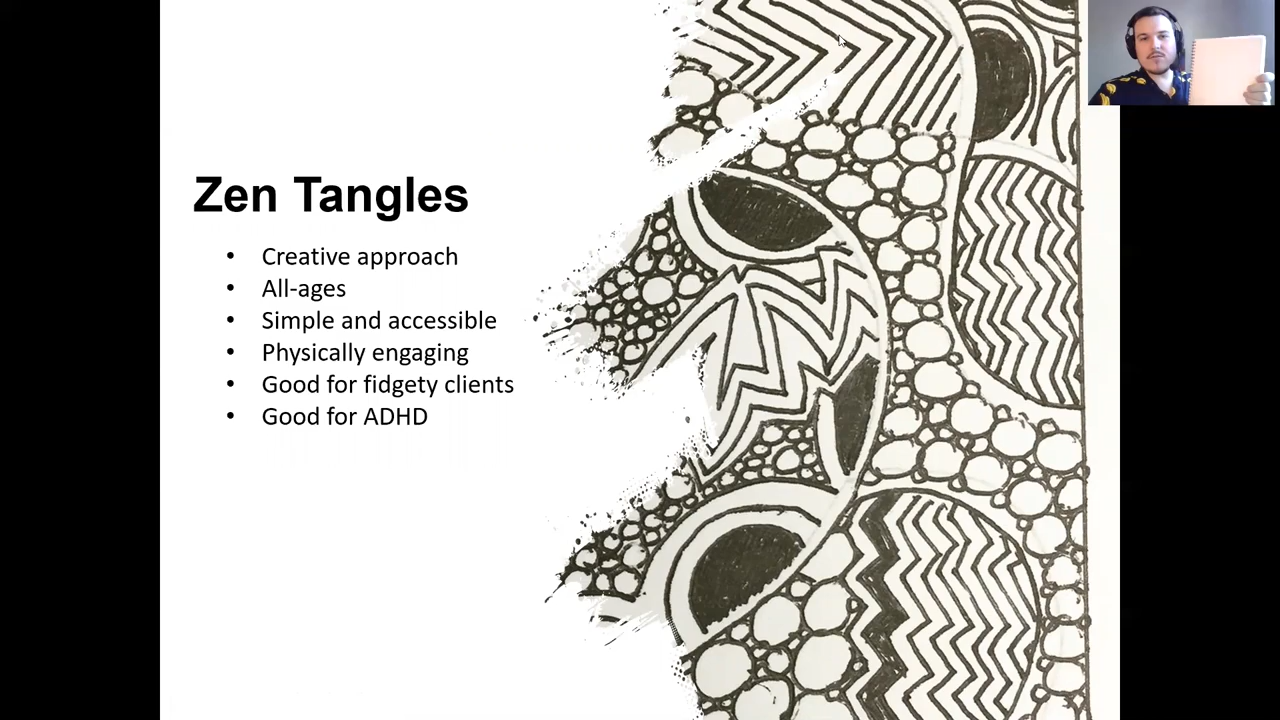 Zen Tangles
• Creative approach
• All-ages
• Simple and accessible
• Physically engaging
• Good for fidgety clients
• Good for ADHD